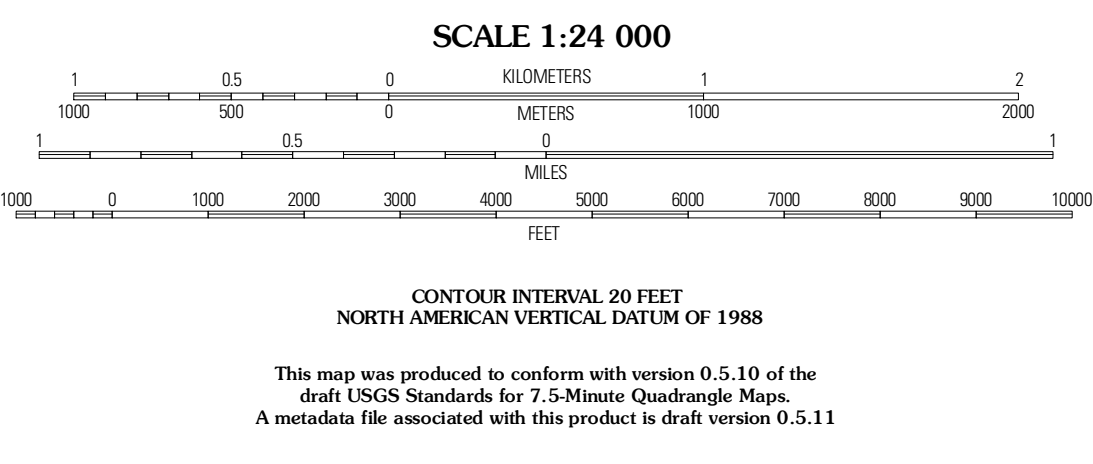 SCALE 1:24 000
1 0.5 0 KILOMETERS 1 2
1000 500 0 METERS 1000 2000
1 0.5 0 1
MILES
1000 0 1000 2000 3000 4000 5000 6000 7000 8000 9000 10000
FEET
CONTOUR INTERVAL 20 FEET
NORTH AMERICAN VERTICAL DATUM OF 1988
This map was produced to conform with version 0.5.10 of the
draft USGS Standards for 7.5-Minute Quadrangle Maps.
A metadata file associated with this product is draft version 0.5.11